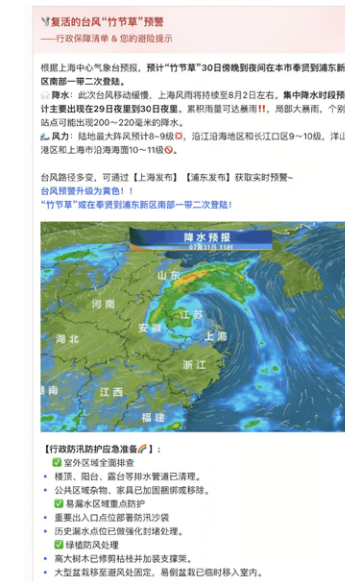 复活的台风“竹节草”预警
——行政保障清单 & 您的避险提示
根据上海中心气象台预报，预计“竹节草”30日傍晚到夜间在本市奉贤到浦东新
区南部一带二次登陆。
降水：此次台风移动缓慢，上海风雨将持续至8月2日左右。集中降水时段预
计主要出现在29日夜里到30日夜里。累积雨量可达暴雨‼️，局部大暴雨，个别
站点可能出现200～220毫米的降水。
风力：陆地最大阵风预计8~9级💢，沿江沿海地区和长江口区9~10级，洋山
港区和上海市沿海海面10~11级🚫。
台风路径多变，可通过【上海发布】【浦东发布】获取实时预警~
台风预警升级为黄色！！
“竹节草”或在奉贤到浦东新区南部一带二次登陆！
降水预报
07月31日 15时
山东
河南
江苏
安徽
湖北
上海
浙江
南
江西
福建
【行政防汛防护应急准备🌈】：
✅ 室外区域全面排查
• 楼顶、阳台、露台等排水管道已清理。
• 公共区域杂物、家具已加固捆绑或移除。
✅ 易漏水区域重点防护
• 重要出入口点位部署防汛沙袋
• 历史漏水点位已做强化封堵处理。
✅ 绿植防风处理
• 高大树木已修剪枯枝并加装支撑架。
• 大型盆栽移至避风处固定，易倒盆栽已临时移入室内。